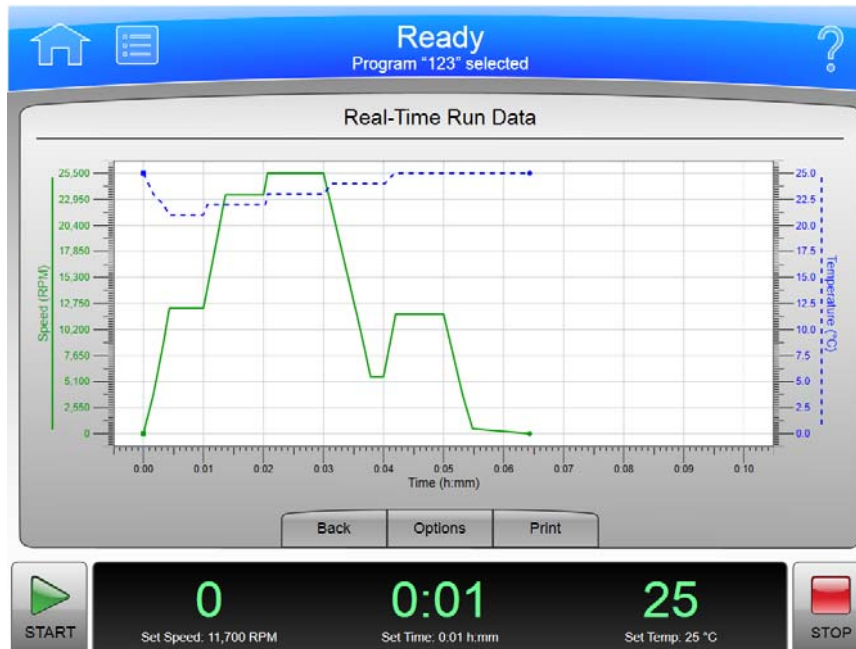 Ready
Program “123” selected
Real-Time Run Data
25,500
22,950
20,400
17,850
15,300
12,750
10,200
7,650
5,100
2,550
0
Speed (RPM)
25.0
22.5
20.0
17.5
15.0
12.5
10.0
7.5
5.0
2.5
0.0
Temperature (°C)
0:00 0:01 0:02 0:03 0:04 0:05 0:06 0:07 0:08 0:09 0:10
Time (h:mm)
Back Options Print
0 0:01 25
START Set Speed: 11,700 RPM Set Time: 0:01 h:mm Set Temp: 25 °C STOP